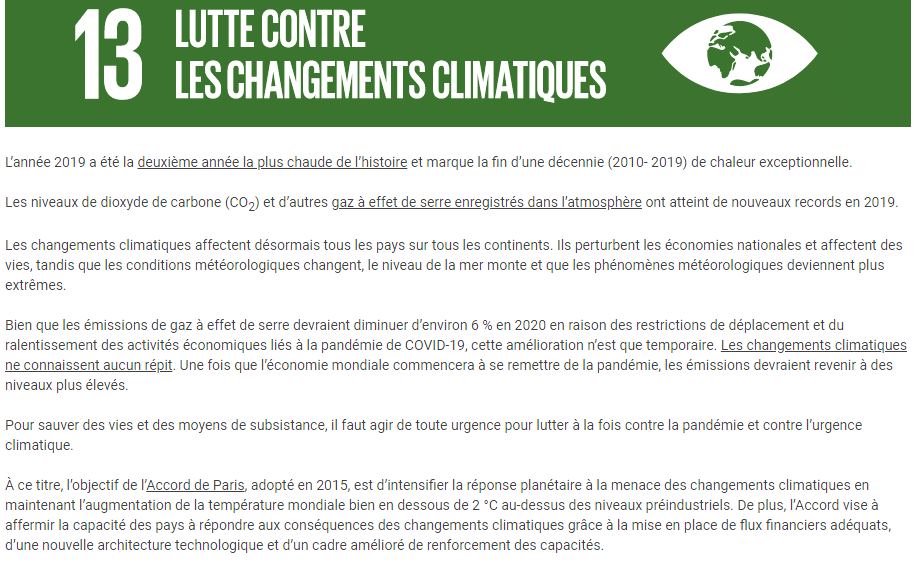 13
LUTTE CONTRE
LES CHANGEMENTS CLIMATIQUES
L’année 2019 a été la deuxième année la plus chaude de l’histoire et marque la fin d’une décennie (2010- 2019) de chaleur exceptionnelle.
Les niveaux de dioxyde de carbone (CO2) et d’autres gaz à effet de serre enregistrés dans l’atmosphère ont atteint de nouveaux records en 2019.
Les changements climatiques affectent désormais tous les pays sur tous les continents. Ils perturbent les économies nationales et affectent des
vies, tandis que les conditions météorologiques changent, le niveau de la mer monte et que les phénomènes météorologiques deviennent plus
extrêmes.
Bien que les émissions de gaz à effet de serre devraient diminuer d’environ 6 % en 2020 en raison des restrictions de déplacement et du
ralentissement des activités économiques liés à la pandémie de COVID-19, cette amélioration n’est que temporaire. Les changements climatiques
ne connaissent aucun répit. Une fois que l’économie mondiale commencera à se remettre de la pandémie, les émissions devraient revenir à des
niveaux plus élevés.
Pour sauver des vies et des moyens de subsistance, il faut agir de toute urgence pour lutter à la fois contre la pandémie et contre l’urgence
climatique.
À ce titre, l’objectif de l’Accord de Paris, adopté en 2015, est d’intensifier la réponse planétaire à la menace des changements climatiques en
maintenant l’augmentation de la température mondiale bien en dessous de 2 °C au-dessus des niveaux préindustriels. De plus, l’Accord vise à
affermir la capacité des pays à répondre aux conséquences des changements climatiques grâce à la mise en place de flux financiers adéquats,
d’une nouvelle architecture technologique et d’un cadre amélioré de renforcement des capacités.